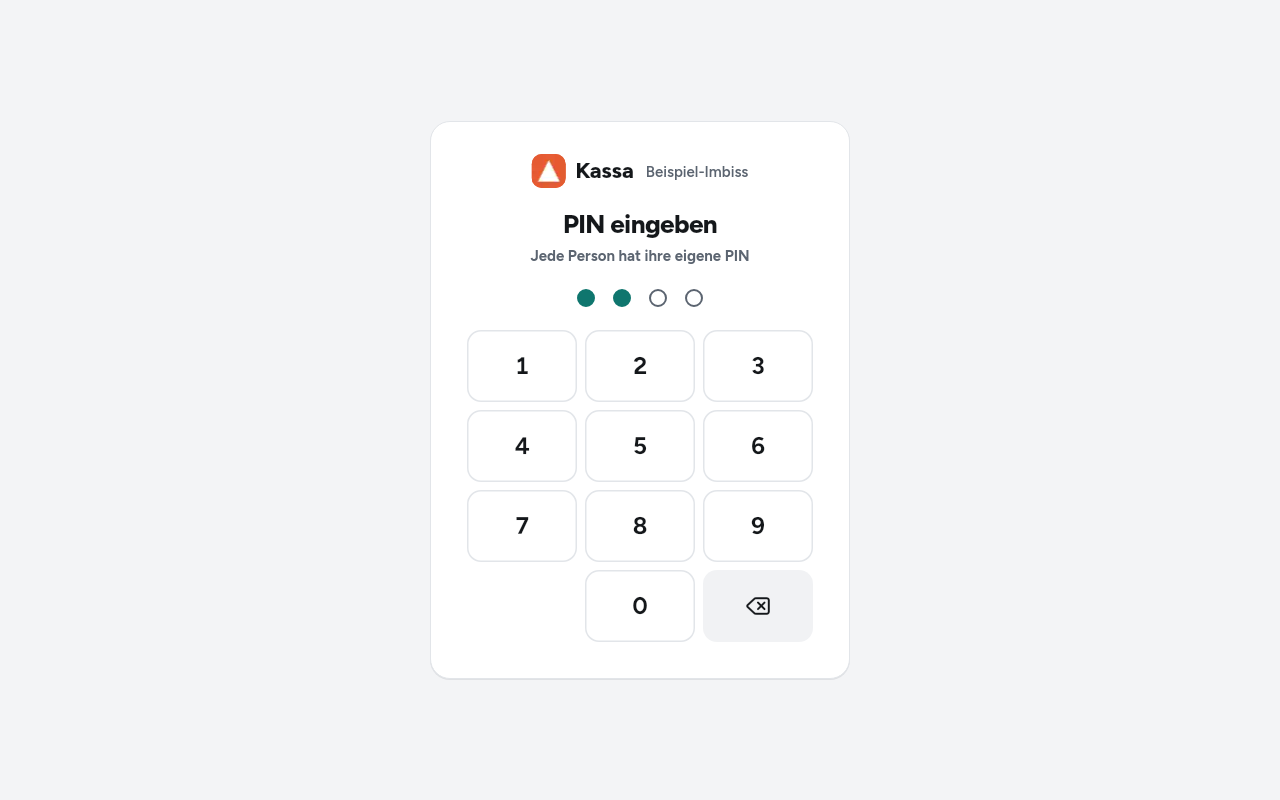 Kassa Beispiel-Imbiss
PIN eingeben
Jede Person hat ihre eigene PIN
1 2 3
4 5 6
7 8 9
0